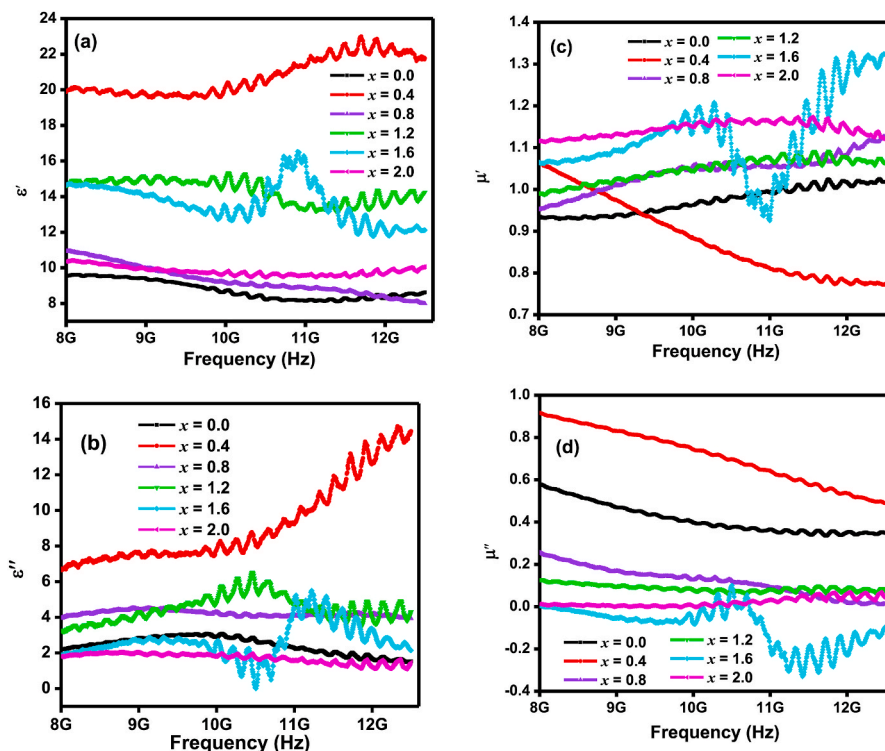 (a)
ε′
24
22
20
18
16
14
12
10
8
x = 0.0
x = 0.4
x = 0.8
x = 1.2
x = 1.6
x = 2.0
8G 9G 10G 11G 12G
Frequency (Hz)
(c)
μ′
1.4
1.3
1.2
1.1
1.0
0.9
0.8
0.7
x = 0.0 x = 1.2
x = 0.4 x = 1.6
x = 0.8 x = 2.0
8G 9G 10G 11G 12G
Frequency (Hz)
(b)
ε′′
16
14
12
10
8
6
4
2
0
x = 0.0
x = 0.4
x = 0.8
x = 1.2
x = 1.6
x = 2.0
8G 9G 10G 11G 12G
Frequency (Hz)
(d)
μ″
1.0
0.8
0.6
0.4
0.2
0.0
-0.2
-0.4
x = 0.0 x = 1.2
x = 0.4 x = 1.6
x = 0.8 x = 2.0
8G 9G 10G 11G 12G
Frequency (Hz)